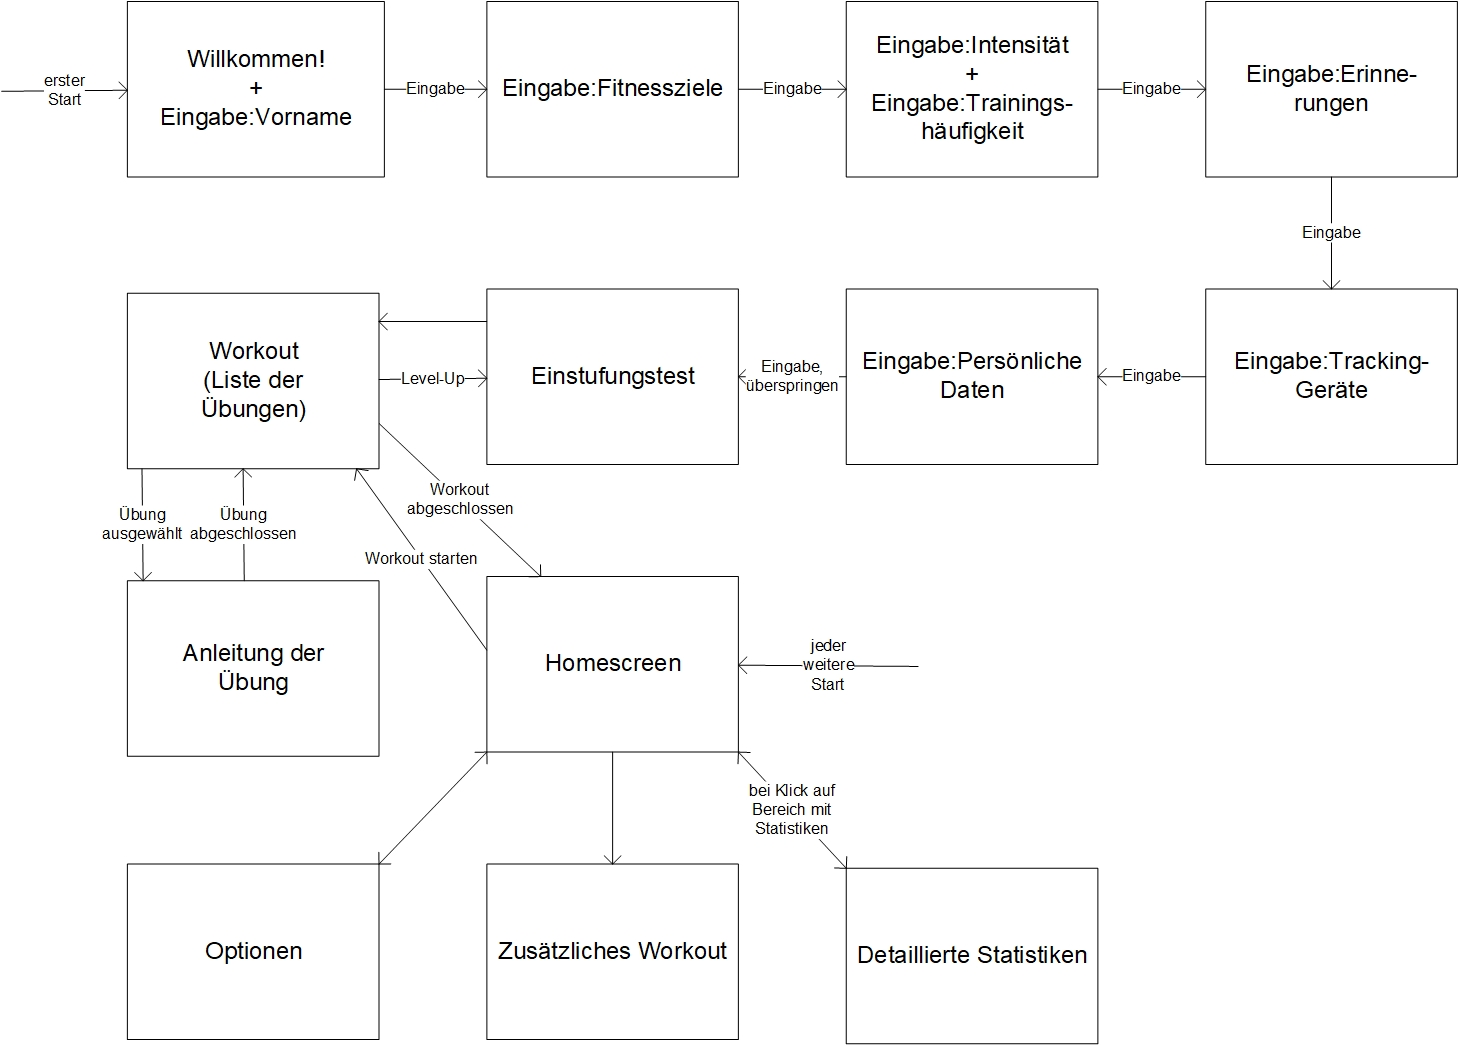 erster
Start
Willkommen!
+
Eingabe:Vorname
Eingabe
Eingabe:Fitnessziele
Eingabe
Eingabe:Intensität
+
Eingabe:Trainings-
häufigkeit
Eingabe
Eingabe:Erinne-
rungen
Eingabe
Workout
(Liste der
Übungen)
Level-Up
Einstufungstest
Eingabe,
überspringen
Eingabe:Persönliche
Daten
Eingabe
Eingabe:Tracking-
Geräte
Übung
ausgewählt
Übung
abgeschlossen
Workout
abgeschlossen
Workout starten
Anleitung der
Übung
Homescreen
jeder
weitere
Start
bei Klick auf
Bereich mit
Statistiken
Optionen
Zusätzliches Workout
Detaillierte Statistiken